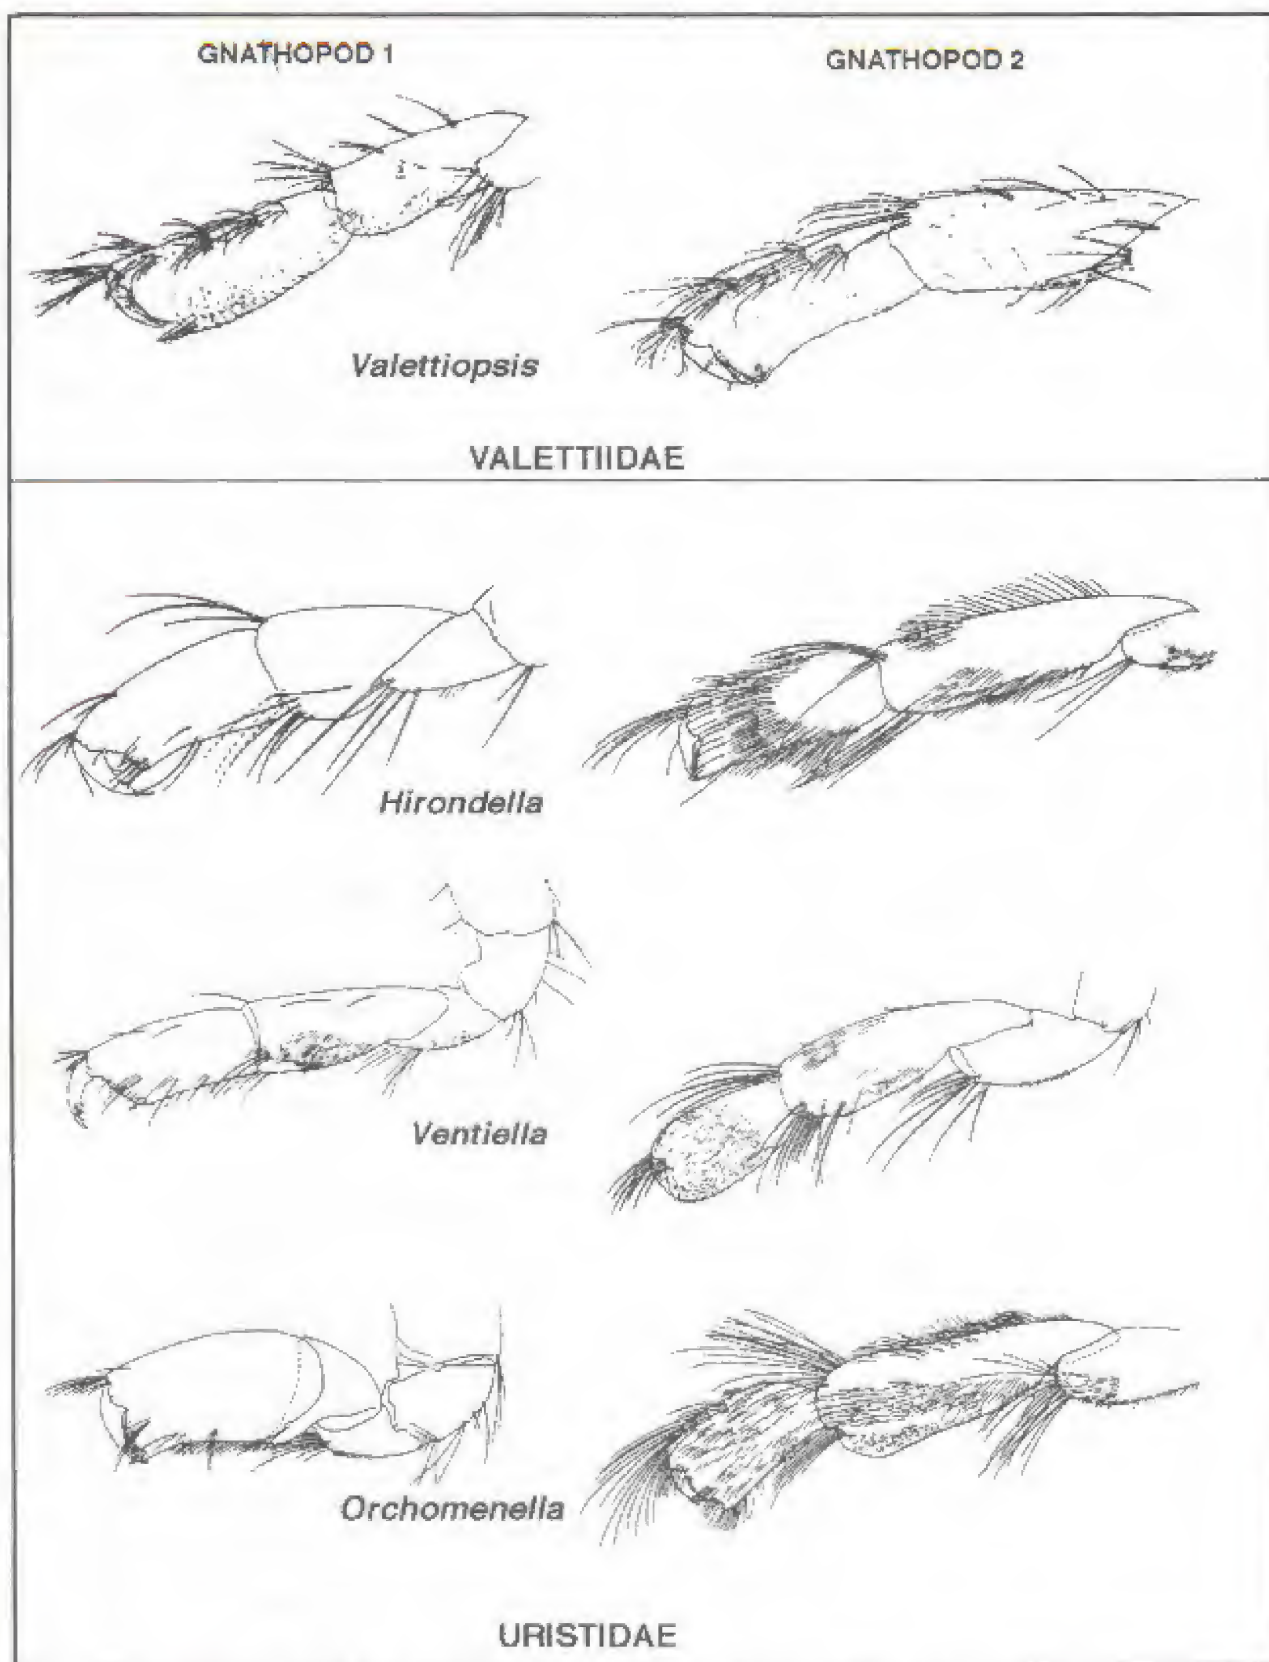 GNATHOPOD 1
GNATHOPOD 2
Valettiopsis
VALETTIIDAE
Hirondella
Ventiella
Orchomenella
URISTIDAE